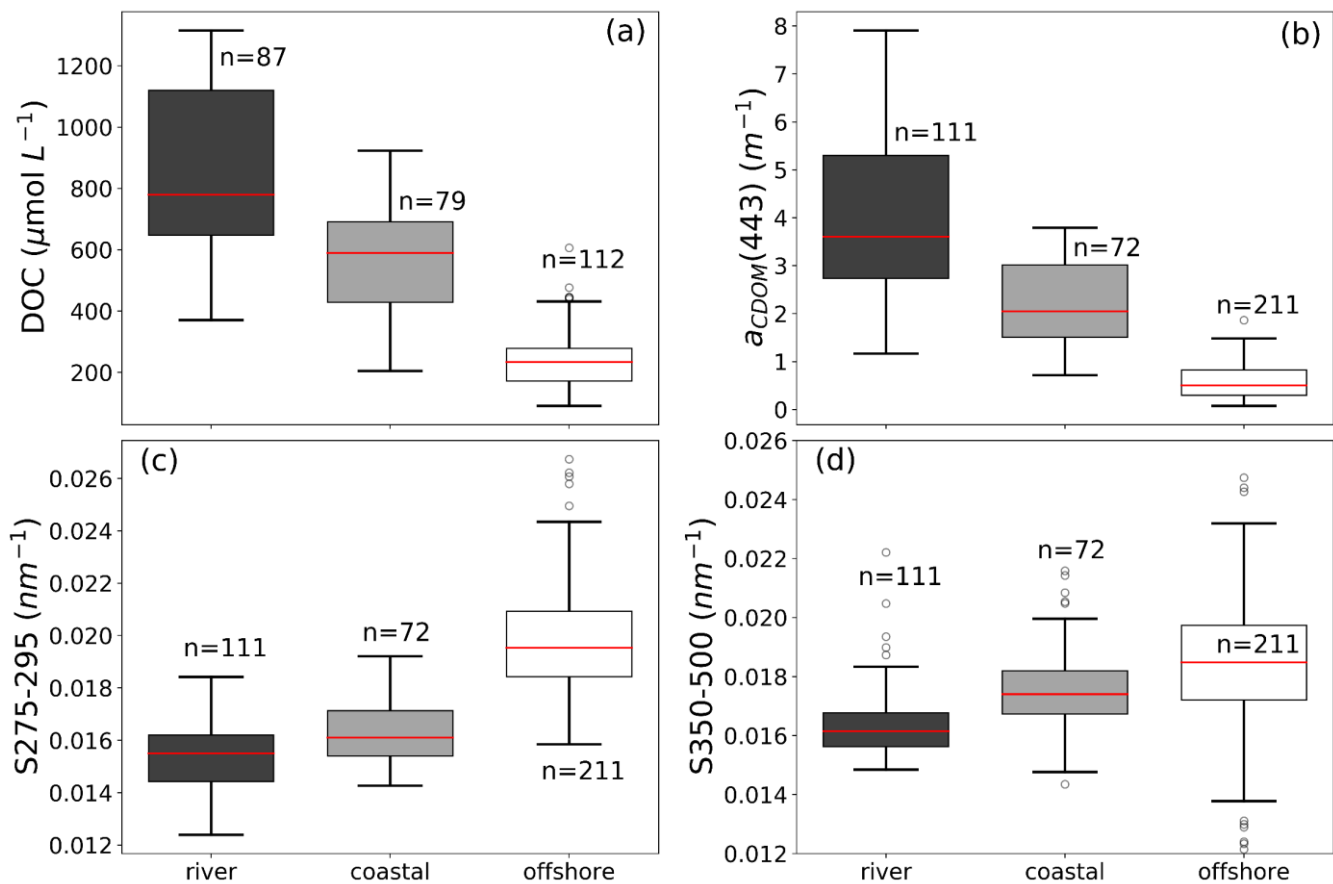 (a)
DOC (μmol L⁻¹)
1200
1000
800
600
400
200
n=87
n=79
n=112
(b)
a_CDOM(443) (m⁻¹)
8
7
6
5
4
3
2
1
0
n=111
n=72
n=211
(c)
S275-295 (nm⁻¹)
0.026
0.024
0.022
0.020
0.018
0.016
0.014
0.012
n=111
n=72
n=211
river coastal offshore
(d)
S350-500 (nm⁻¹)
0.026
0.024
0.022
0.020
0.018
0.016
0.014
0.012
n=111
n=72
n=211
river coastal offshore